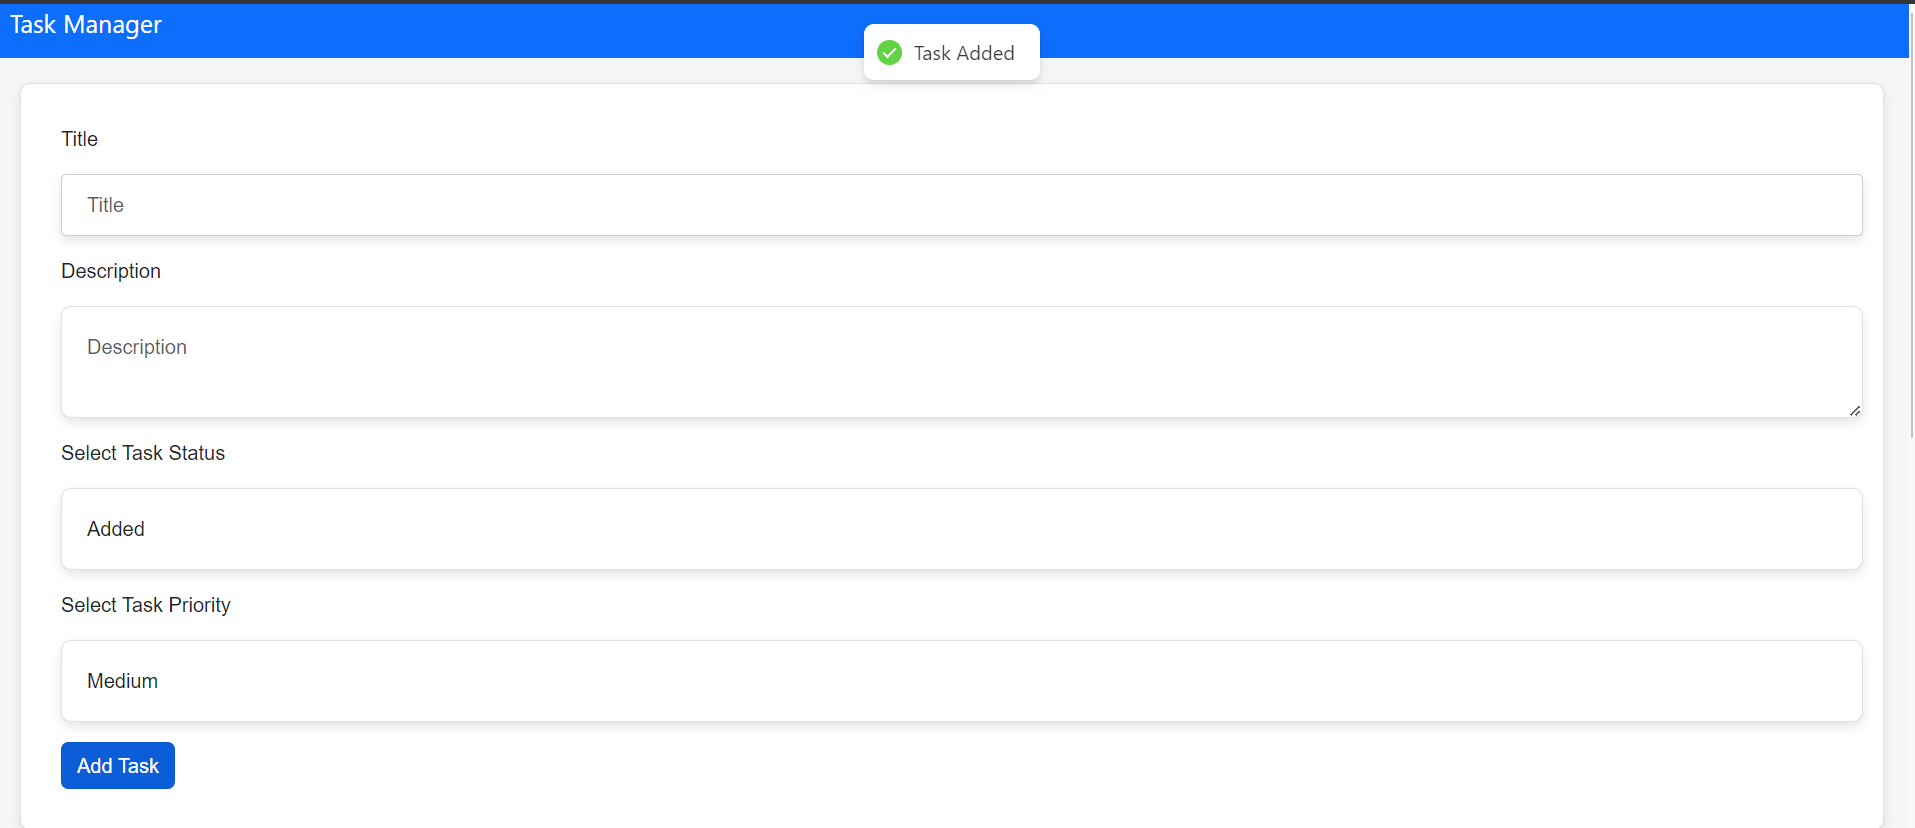 Task Manager
Task Added
Title
Title
Description
Description
Select Task Status
Added
Select Task Priority
Medium
Add Task